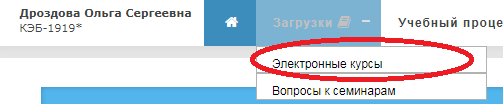 Дроздова Ольга Сергеевна
КЭБ-1919*
Загрузки
Учебный проце
Электронные курсы
Вопросы к семинарам